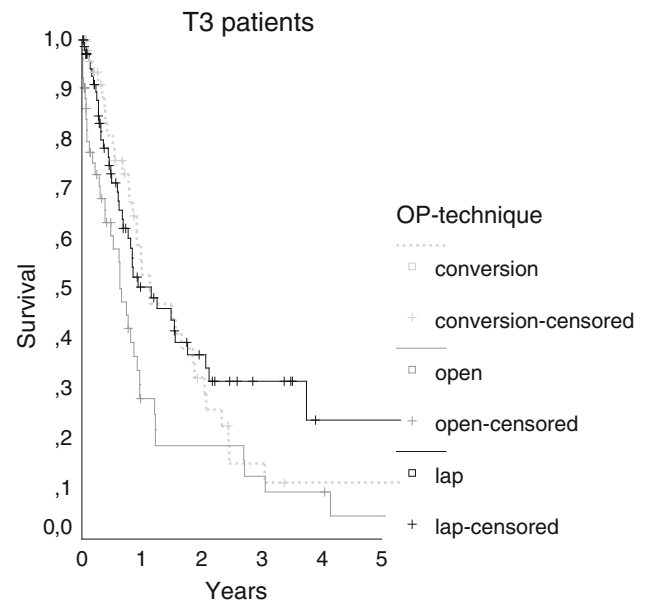 T3 patients
1,0
,9
,8
,7
,6
,5
,4
,3
,2
,1
0,0
Survival
0 1 2 3 4 5
Years
OP-technique
conversion
conversion-censored
open
open-censored
lap
lap-censored